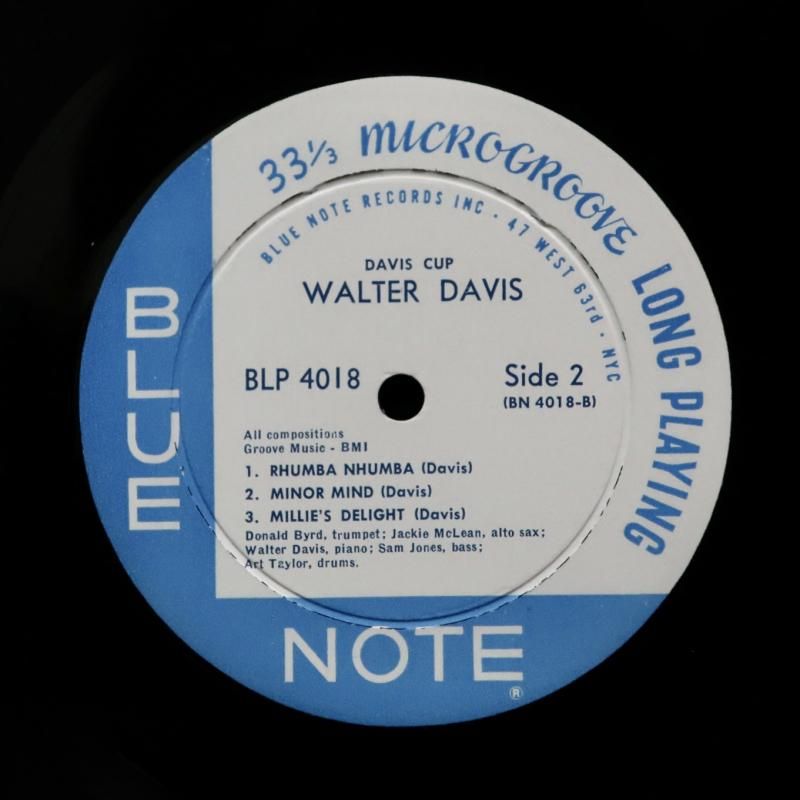 33⅓ MICROGROOVE LONG PLAYING
BLUE NOTE RECORDS INC · 47 WEST 63rd · NYC
DAVIS CUP
WALTER DAVIS
BLP 4018
Side 2
(BN 4018-B)
All compositions
Groove Music - BMI
1. RHUMBA NHUMBA (Davis)
2. MINOR MIND (Davis)
3. MILLIE'S DELIGHT (Davis)
Donald Byrd, trumpet; Jackie McLean, alto sax;
Walter Davis, piano; Sam Jones, bass;
Art Taylor, drums.
BLUE
NOTE
®